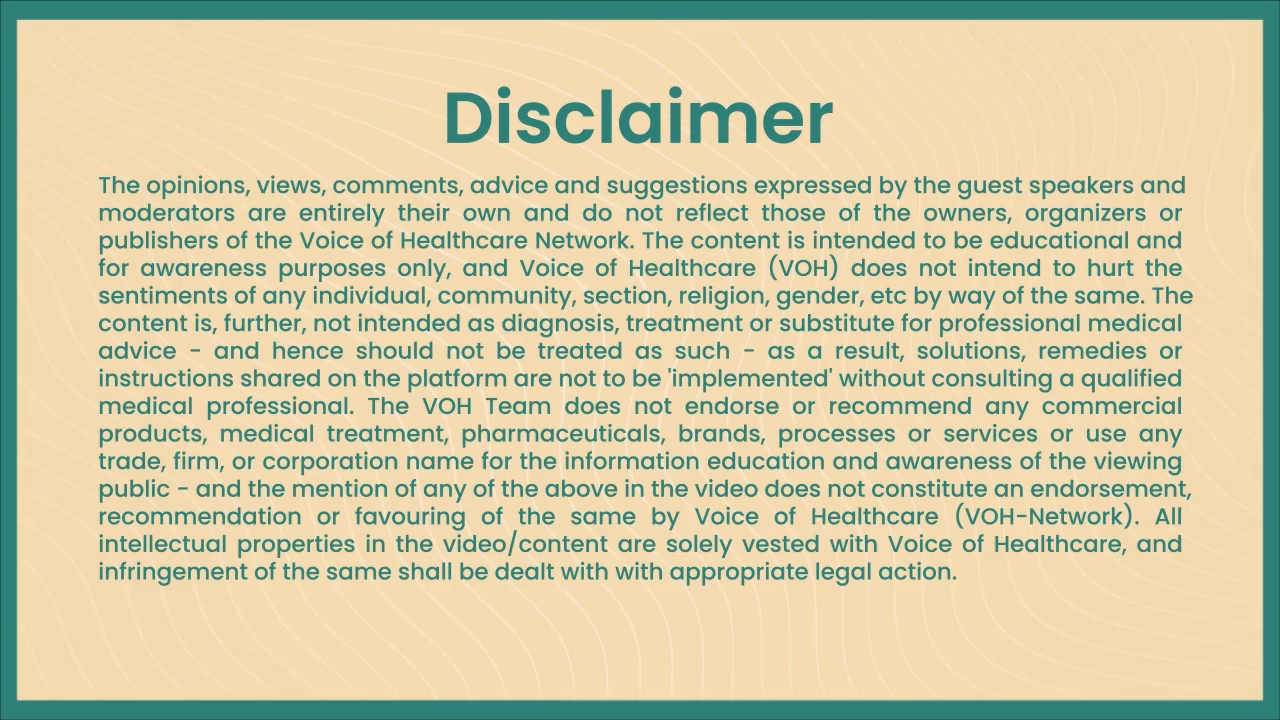 Disclaimer
The opinions, views, comments, advice and suggestions expressed by the guest speakers and
moderators are entirely their own and do not reflect those of the owners, organizers or
publishers of the Voice of Healthcare Network. The content is intended to be educational and
for awareness purposes only, and Voice of Healthcare (VOH) does not intend to hurt the
sentiments of any individual, community, section, religion, gender, etc by way of the same. The
content is, further, not intended as diagnosis, treatment or substitute for professional medical
advice - and hence should not be treated as such - as a result, solutions, remedies or
instructions shared on the platform are not to be 'implemented' without consulting a qualified
medical professional. The VOH Team does not endorse or recommend any commercial
products, medical treatment, pharmaceuticals, brands, processes or services or use any
trade, firm, or corporation name for the information education and awareness of the viewing
public - and the mention of any of the above in the video does not constitute an endorsement,
recommendation or favouring of the same by Voice of Healthcare (VOH-Network). All
intellectual properties in the video/content are solely vested with Voice of Healthcare, and
infringement of the same shall be dealt with with appropriate legal action.